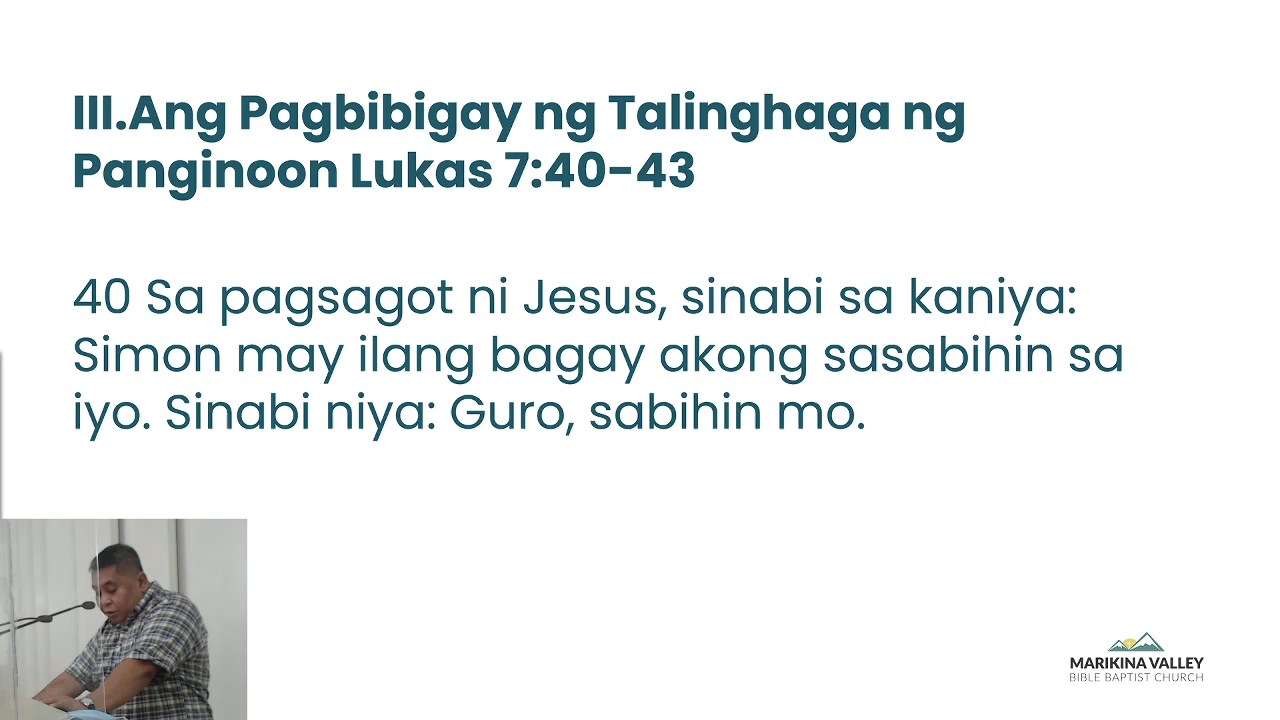 III.Ang Pagbibigay ng Talinghaga ng
Panginoon Lukas 7:40-43
40 Sa pagsagot ni Jesus, sinabi sa kaniya:
Simon may ilang bagay akong sasabihin sa
iyo. Sinabi niya: Guro, sabihin mo.
MARIKINA VALLEY
BIBLE BAPTIST CHURCH